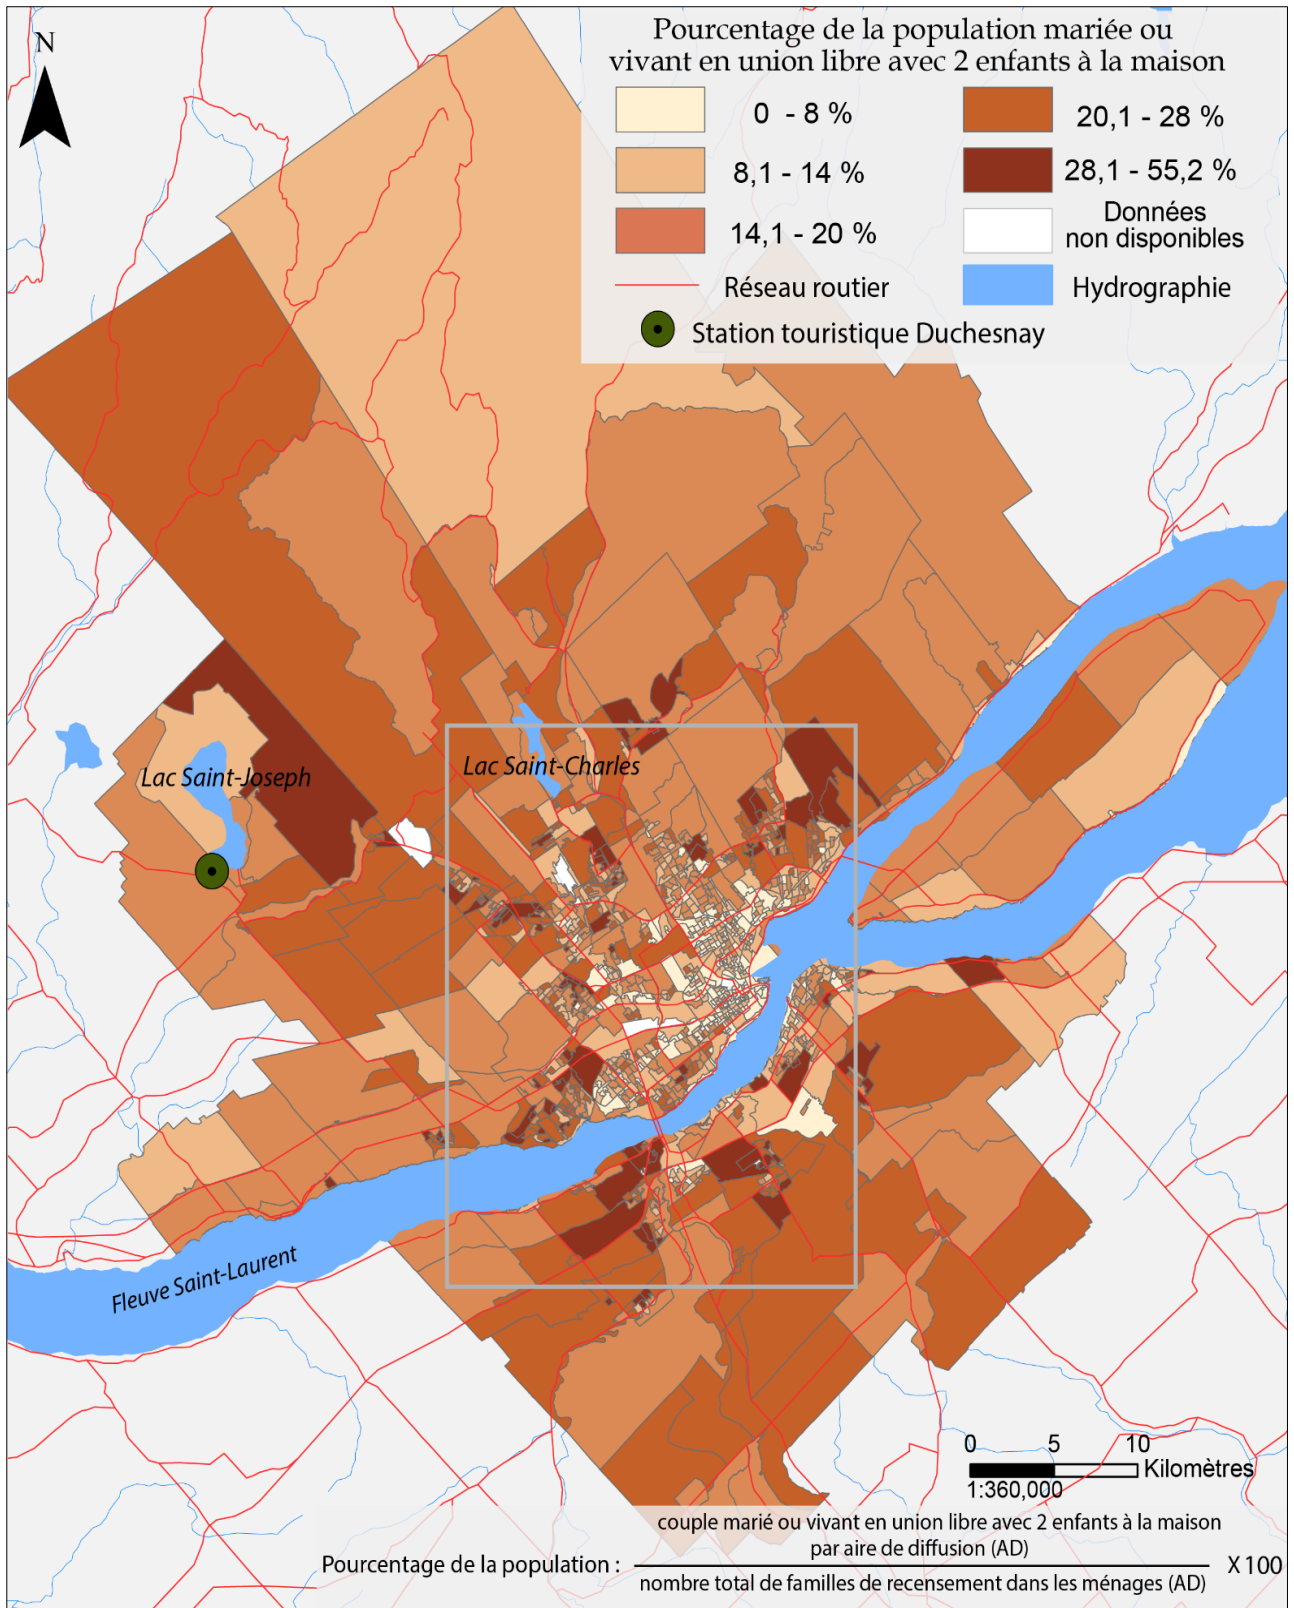 N
Pourcentage de la population mariée ou
vivant en union libre avec 2 enfants à la maison
0 - 8 %
20,1 - 28 %
8,1 - 14 %
28,1 - 55,2 %
14,1 - 20 %
Données
non disponibles
Réseau routier
Hydrographie
Station touristique Duchesnay
Lac Saint-Joseph
Lac Saint-Charles
Fleuve Saint-Laurent
0 5 10
Kilomètres
1:360,000
couple marié ou vivant en union libre avec 2 enfants à la maison
par aire de diffusion (AD)
Pourcentage de la population : X 100
nombre total de familles de recensement dans les ménages (AD)